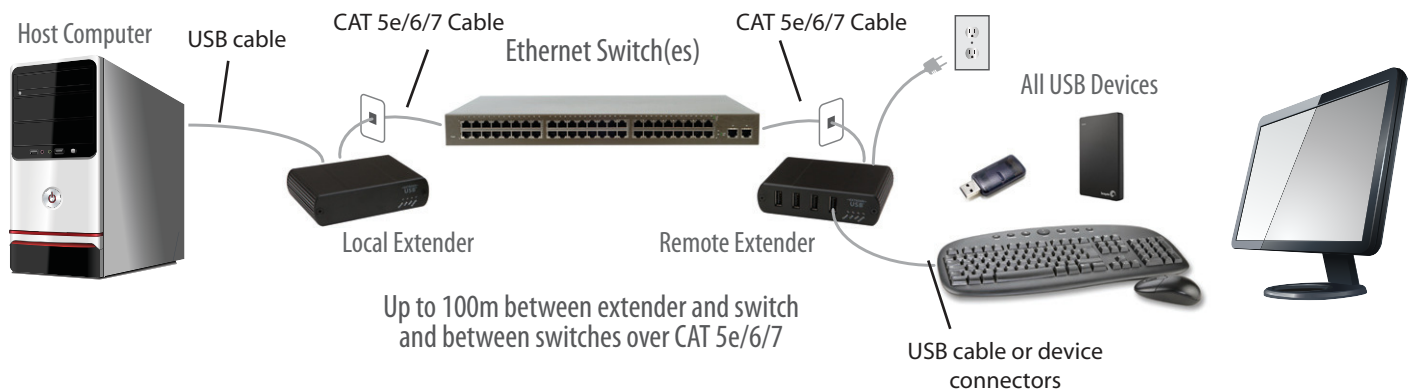 Host Computer
USB cable
CAT 5e/6/7 Cable
Ethernet Switch(es)
CAT 5e/6/7 Cable
All USB Devices
USB
USB
Local Extender
Remote Extender
Up to 100m between extender and switch
and between switches over CAT 5e/6/7
USB cable or device
connectors